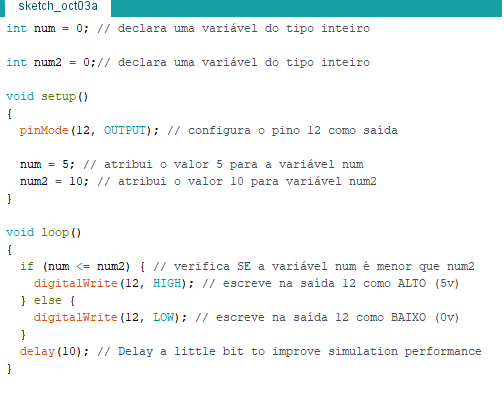 sketch_oct03a
int num = 0; // declara uma variável do tipo inteiro
int num2 = 0;// declara uma variável do tipo inteiro
void setup()
{
pinMode(12, OUTPUT); // configura o pino 12 como saída
num = 5; // atribui o valor 5 para a variável num
num2 = 10; // atribui o valor 10 para variável num2
}
void loop()
{
if (num <= num2) { // verifica SE a variável num é menor que num2
digitalWrite(12, HIGH); // escreve na saída 12 como ALTO (5v)
} else {
digitalWrite(12, LOW); // escreve na saída 12 como BAIXO (0v)
}
delay(10); // Delay a little bit to improve simulation performance
}